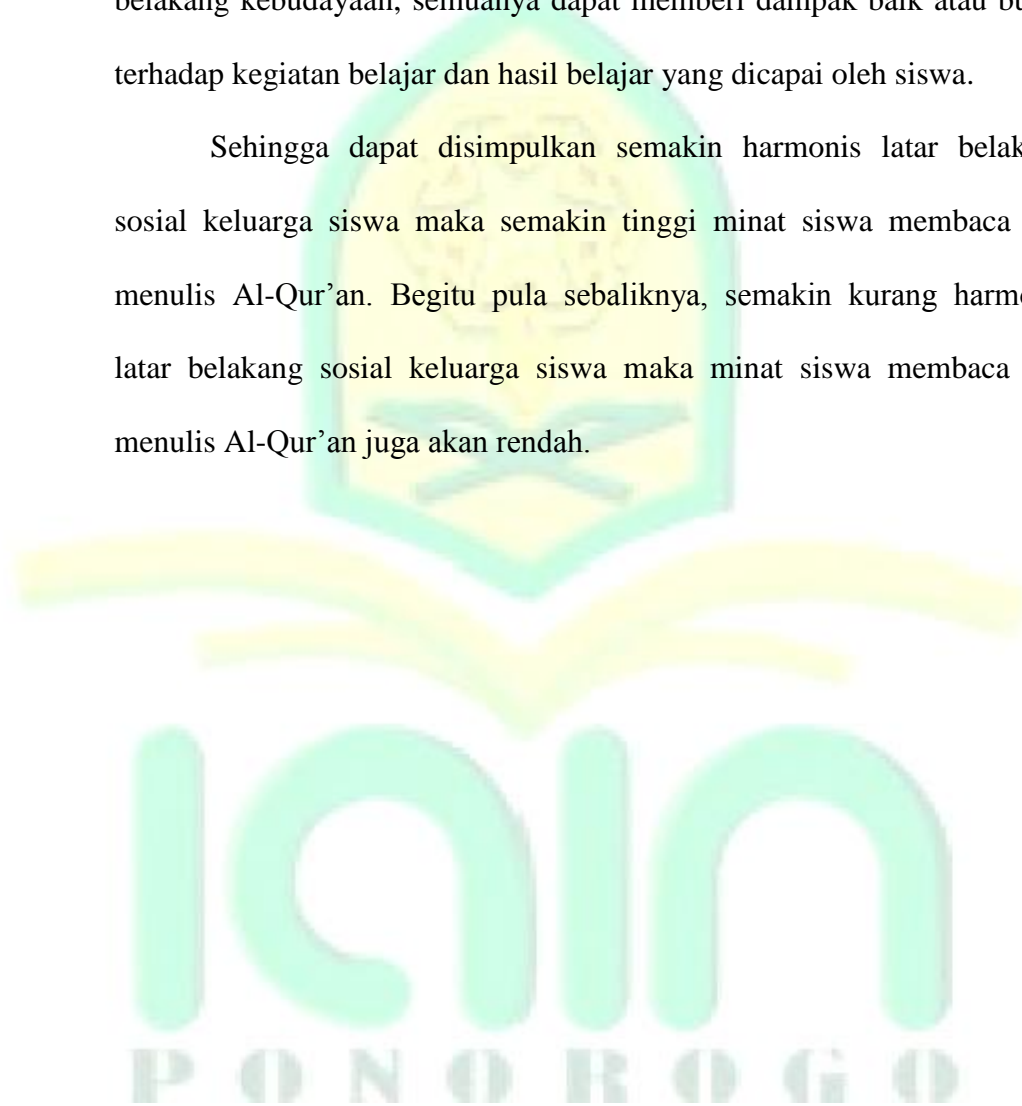 belakang kebudayaan, semuanya dapat memberi dampak baik atau
terhadap kegiatan belajar dan hasil belajar yang dicapai oleh siswa.
Sehingga dapat disimpulkan semakin harmonis latar
sosial keluarga siswa maka semakin tinggi minat siswa membaca
menulis Al-Qur’an. Begitu pula sebaliknya, semakin kurang
latar belakang sosial keluarga siswa maka minat siswa membaca
menulis Al-Qur’an juga akan rendah.
iain
PONOROGO